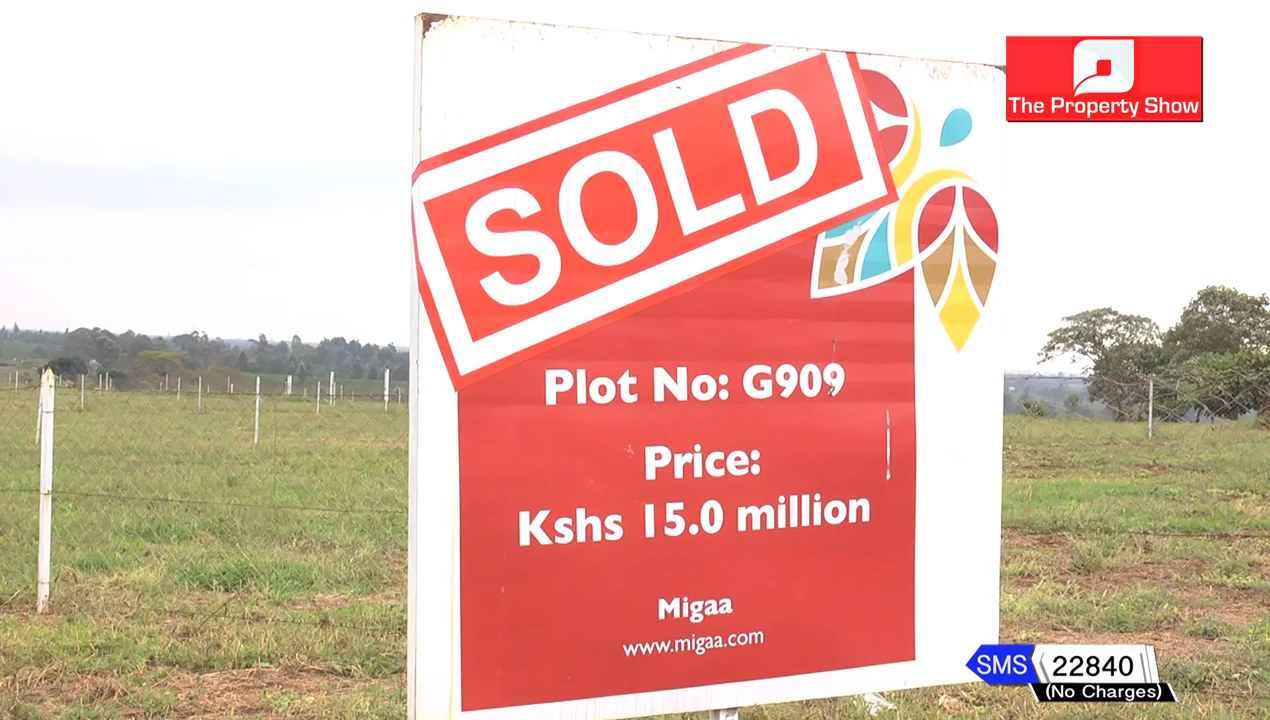 The Property Show
SOLD
Plot No: G909
Price:
Kshs 15.0 million
Migaa
www.migaa.com
SMS 22840
(No Charges)